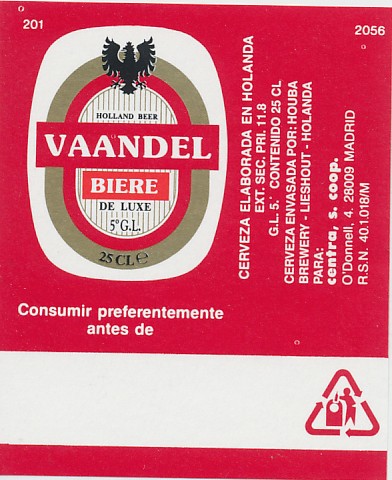 201
2056
HOLLAND BEER
VAANDEL
BIERE
DE LUXE
5° G.L.
25 CL e
Consumir preferentemente
antes de
CERVEZA ELABORADA EN HOLANDA
EXT. SEC. PRI. 11.8
G.L. 5.° CONTENIDO 25 CL
CERVEZA ENVASADA POR: HOUBA
BREWERY - LIESHOUT - HOLANDA
PARA:
centra, s. coop.
O'Donnell, 4. 28009 MADRID
R.S.N. 40.1.018/M